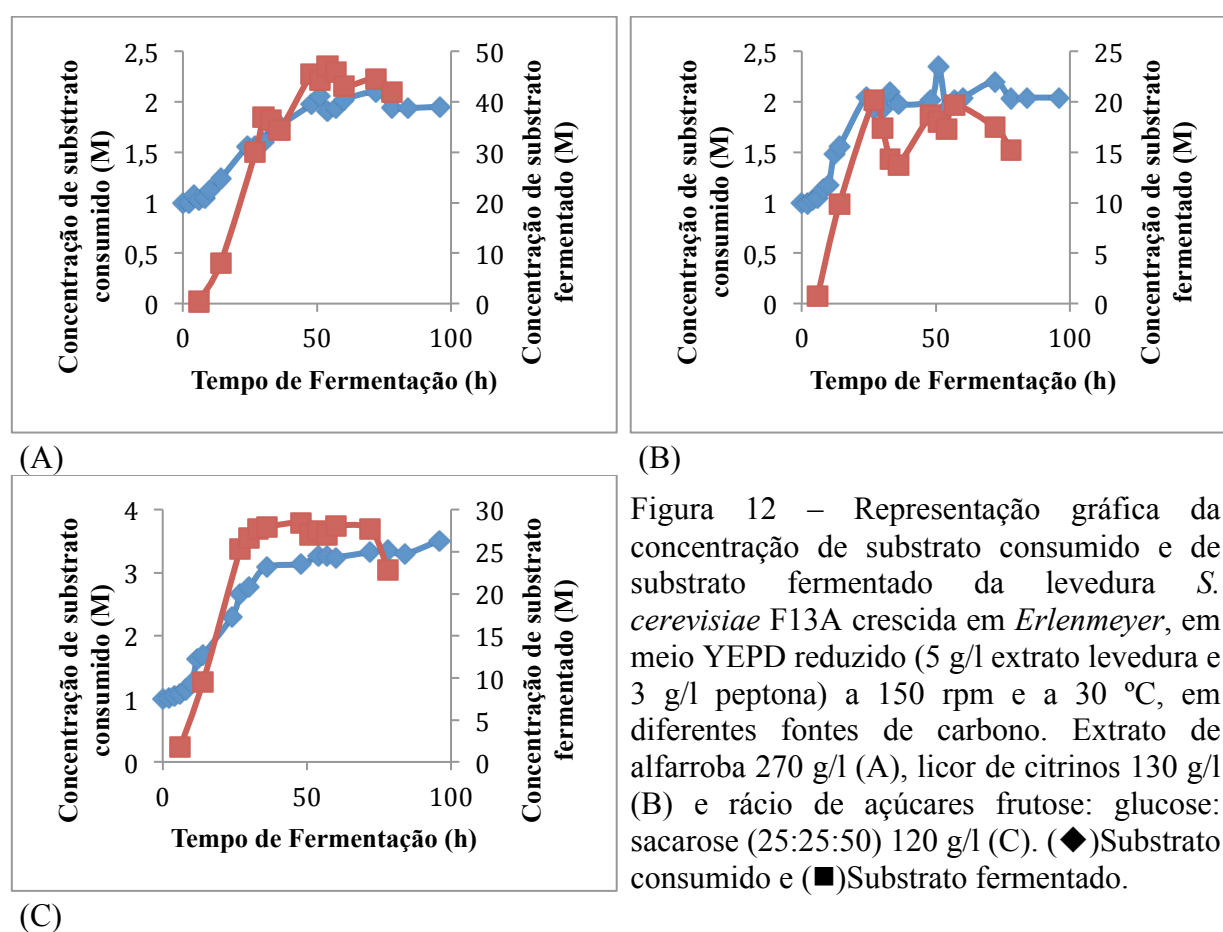 Concentração de substrato
consumido (M)
2,5
2
1,5
1
0,5
0
0
50
100
50
40
30
20
10
0
Concentração de substrato
fermentado (M)
Tempo de Fermentação (h)
(A)
Concentração de substrato
consumido (M)
2,5
2
1,5
1
0,5
0
0
50
100
25
20
15
10
5
0
Concentração de substrato
fermentado (M)
Tempo de Fermentação (h)
(B)
Concentração de substrato
consumido (M)
4
3
2
1
0
0
50
100
30
25
20
15
10
5
0
Concentração de substrato
fermentado (M)
Tempo de Fermentação (h)
(C)
Figura 12 – Representação gráfica da
concentração de substrato consumido e de
substrato fermentado da levedura S.
cerevisiae F13A crescida em Erlenmeyer, em
meio YEPD reduzido (5 g/l extrato levedura e
3 g/l peptona) a 150 rpm e a 30 ºC, em
diferentes fontes de carbono. Extrato de
alfarroba 270 g/l (A), licor de citrinos 130 g/l
(B) e rácio de açúcares frutose: glucose:
sacarose (25:25:50) 120 g/l (C). (◆)Substrato
consumido e (■)Substrato fermentado.